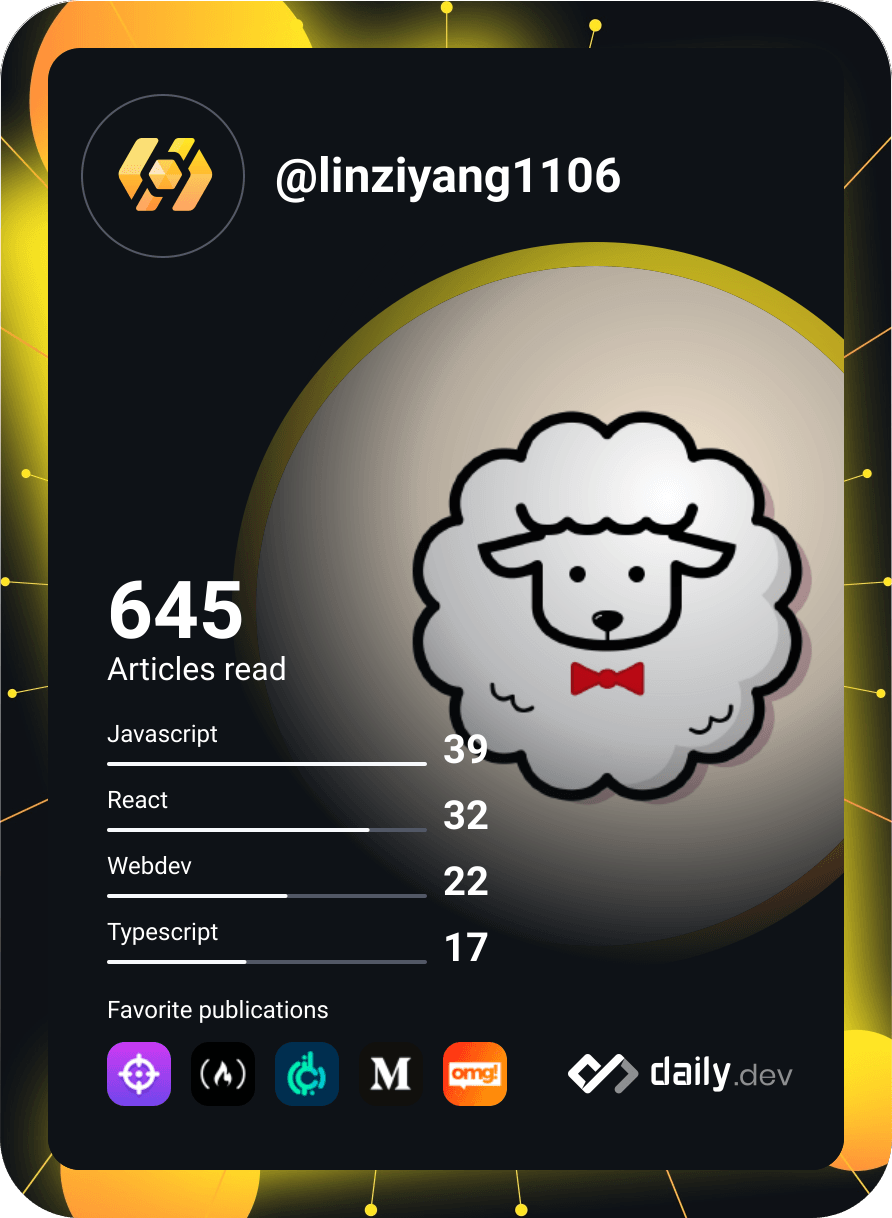 @linziyang1106
645
Articles read
Javascript 39
React 32
Webdev 22
Typescript 17
Favorite publications
M
omg!
daily.dev